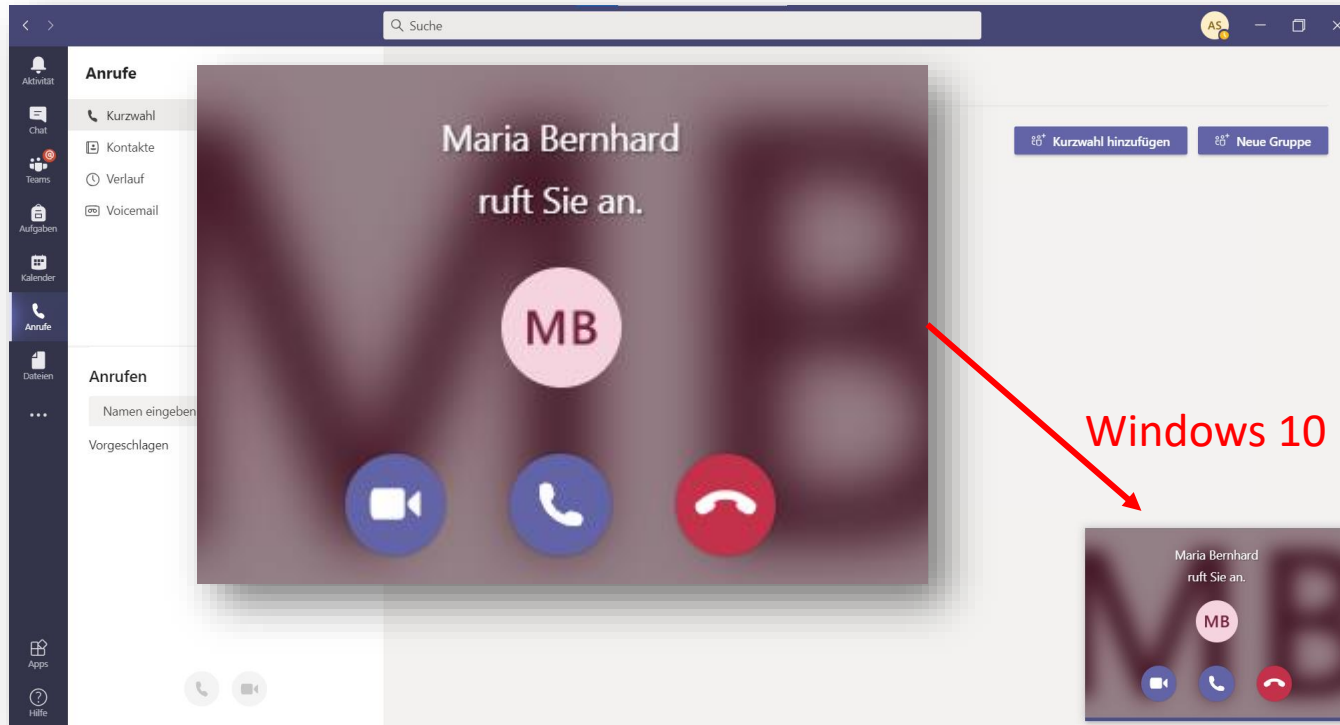 Suche
AS
Aktivität
Chat
Teams
Aufgaben
Kalender
Anrufe
Dateien
Apps
Hilfe
Anrufe
Kurzwahl
Kontakte
Verlauf
Voicemail
Anrufen
Namen eingeben
Vorgeschlagen
Kurzwahl hinzufügen
Neue Gruppe
Maria Bernhard
ruft Sie an.
MB
Windows 10
Maria Bernhard
ruft Sie an.
MB